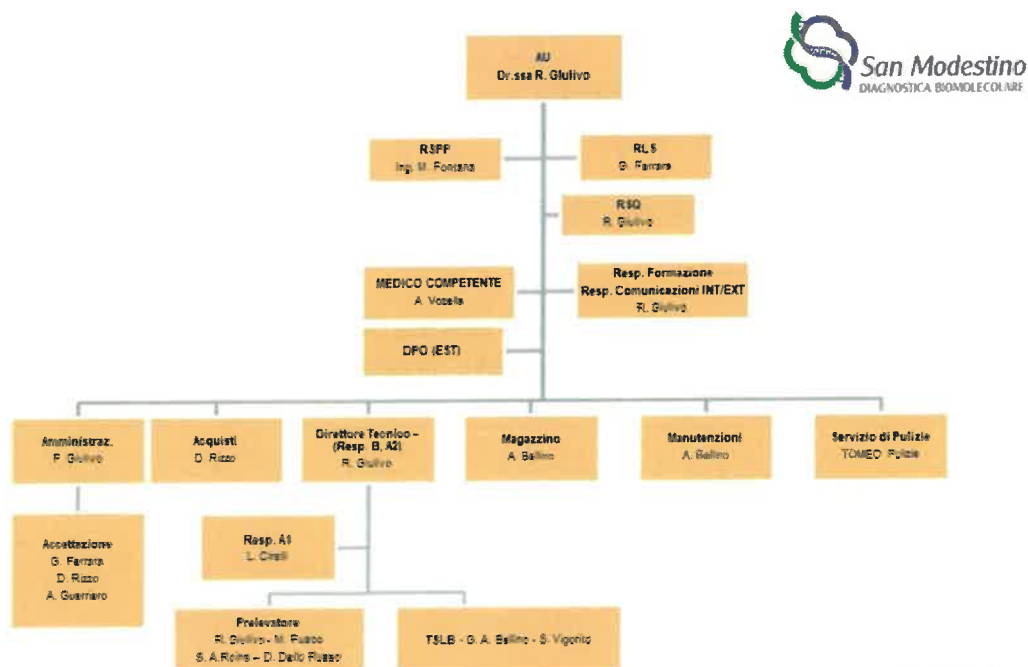 San Modestino
DIAGNOSTICA BIOMOLECOLARE
AU
Dr.ssa R. Giulivo
RSPP
Ing. M. Fontana
RLS
G. Ferrara
RSQ
R. Giulivo
MEDICO COMPETENTE
A. Vozella
Resp. Formazione
Resp. Comunicazioni INT/EXT
R. Giulivo
DPO (EST)
Amministraz.
P. Giulivo
Acquisti
D. Rizzo
Direttore Tecnico –
(Resp. B, A2)
R. Giulivo
Magazzino
A. Bellino
Manutenzioni
A. Bellino
Servizio di Pulizie
TOMEO Pulizie
Accettazione
G. Ferrara
D. Rizzo
A. Guerriero
Resp. A1
L. Cirelli
Prelevatore
R. Giulivo - M. Russo
S. A. – D. Dello Russo
TSLB - G. A. Bellino - S. Vigorito